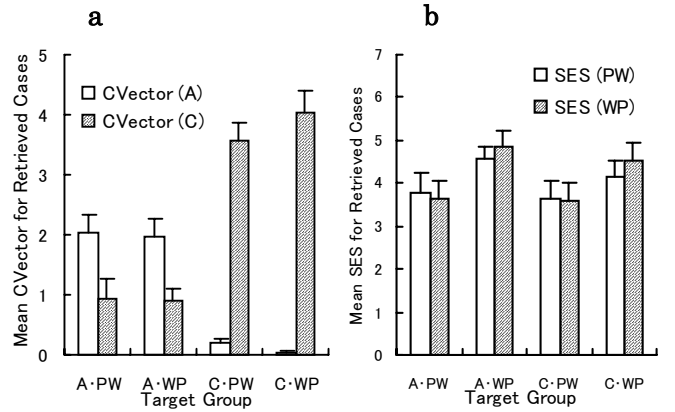 a
Mean CVector for Retrieved Cases
5
4
3
2
1
0
CVector (A)
CVector (C)
A·PW A·WP C·PW C·WP
Target Group
b
Mean SES for Retrieved Cases
7
6
5
4
3
2
1
0
SES (PW)
SES (WP)
A·PW A·WP C·PW C·WP
Target Group